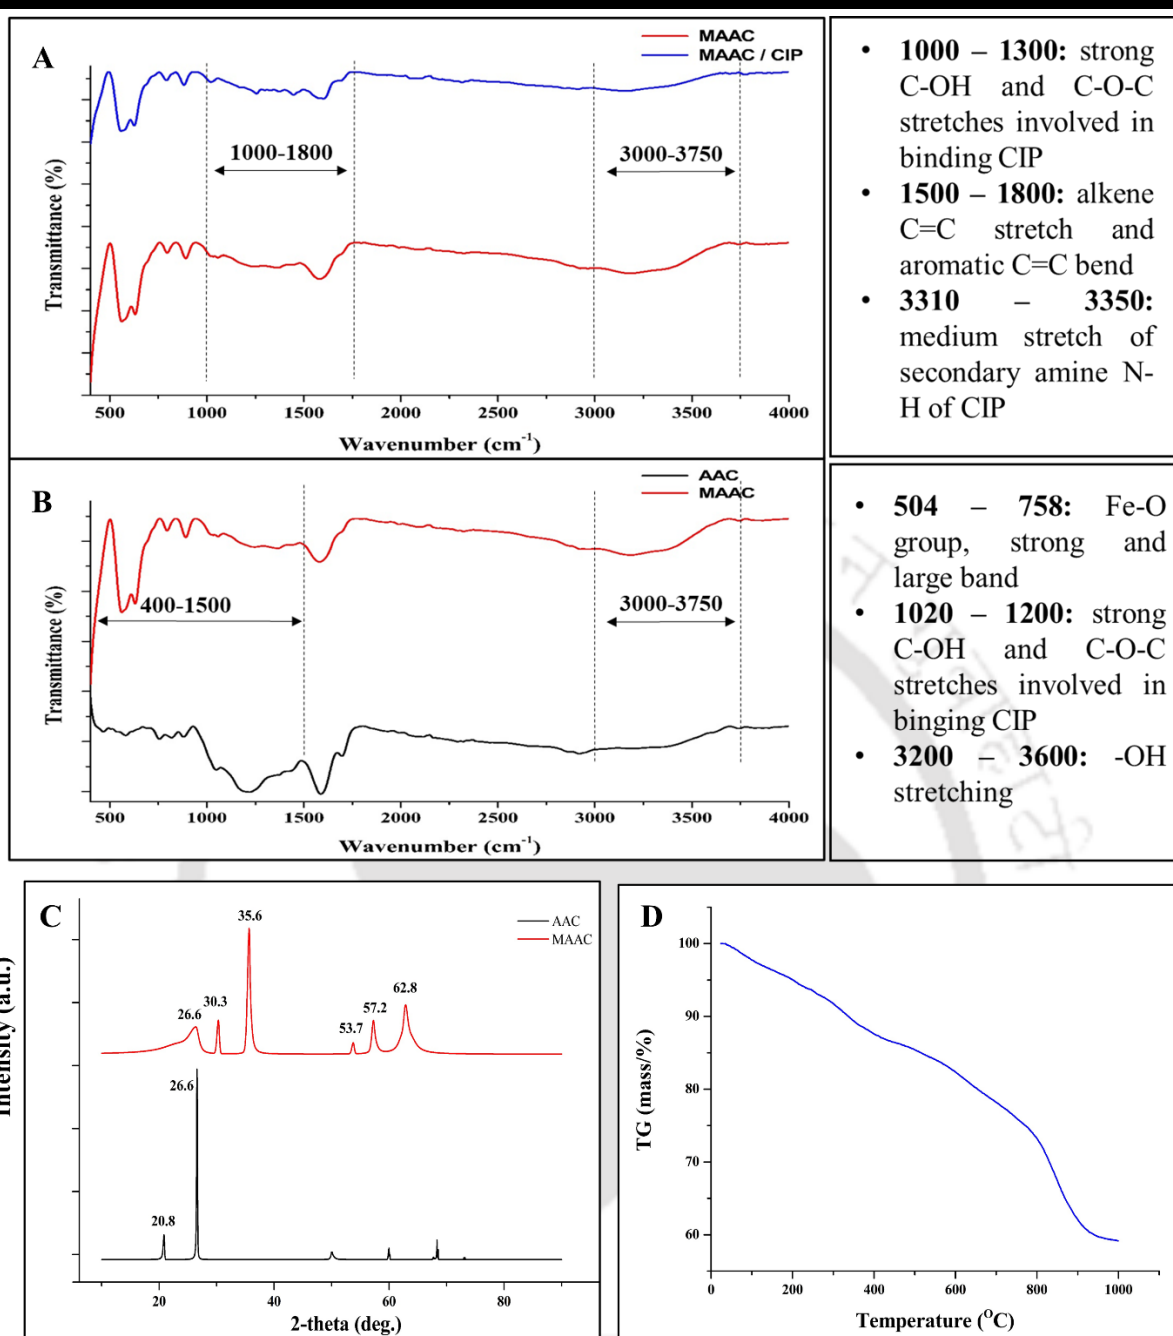 A
MAAC
MAAC / CIP
1000-1800
3000-3750
Transmittance (%)
500 1000 1500 2000 2500 3000 3500 4000
Wavenumber (cm⁻¹)
• 1000 – 1300: strong
C-OH and C-O-C
stretches involved in
binding CIP
• 1500 – 1800: alkene
C=C stretch and
aromatic C=C bend
• 3310 – 3350:
medium stretch of
secondary amine N-
H of CIP
B
AAC
MAAC
400-1500
3000-3750
Transmittance (%)
500 1000 1500 2000 2500 3000 3500 4000
Wavenumber (cm⁻¹)
• 504 – 758: Fe-O
group, strong and
large band
• 1020 – 1200: strong
C-OH and C-O-C
stretches involved in
binging CIP
• 3200 – 3600: -OH
stretching
C
AAC
MAAC
35.6
62.8
30.3
26.6
57.2
53.7
26.6
20.8
Intensity (a.u.)
20 40 60 80
2-theta (deg.)
D
100
90
80
70
60
TG (mass/%)
0 200 400 600 800 1000
Temperature (⁰C)